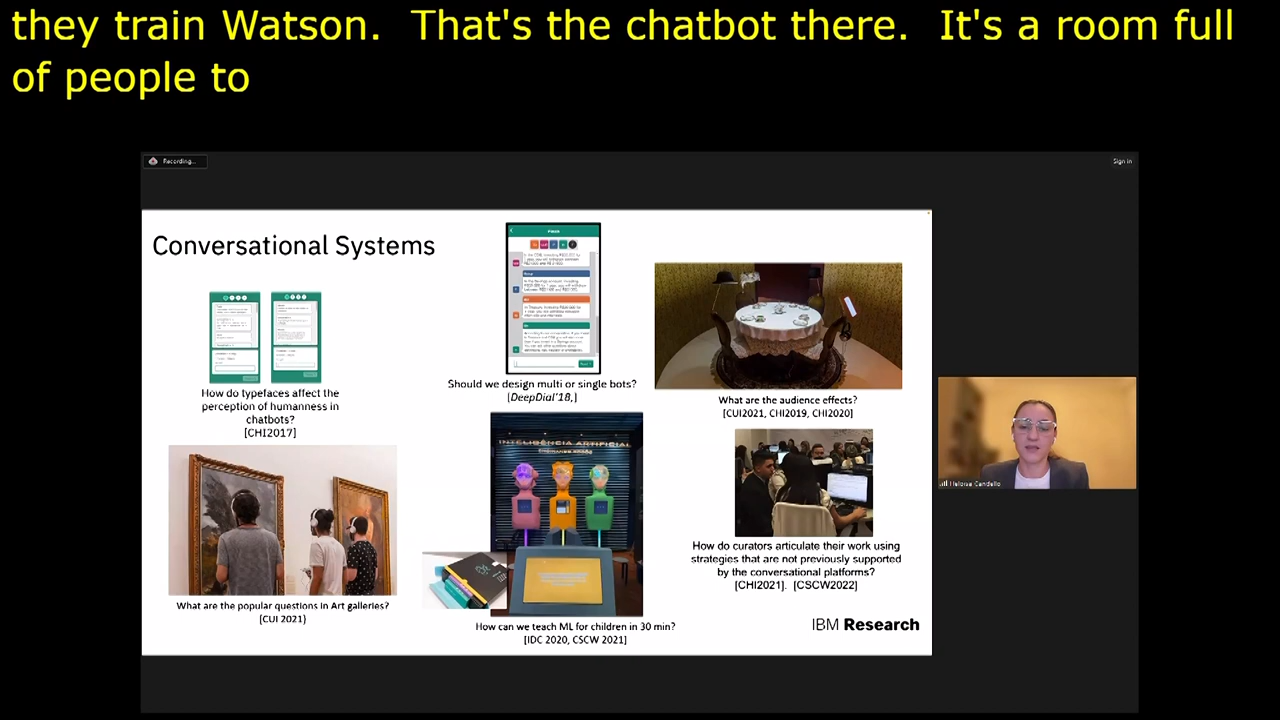 they train Watson.  That's the chatbot there.  It's a room full
of people to
Recording...
Sign in
Conversational Systems
How do typefaces affect the
perception of humanness in
chatbots?
[CHI2017]
Should we design multi or single bots?
[DeepDial'18,]
What are the audience effects?
[CUI2021, CHI2019, CHI2020]
INTELIGÊNCIA ARTIFICIAL
What are the popular questions in Art galleries?
[CUI 2021)
How can we teach ML for children in 30 min?
[IDC 2020, CSCW 2021]
How do curators articulate their work using
strategies that are not previously supported
by the conversational platforms?
[CHI2021].  [CSCW2022]
IBM Research
Heloisa Candello